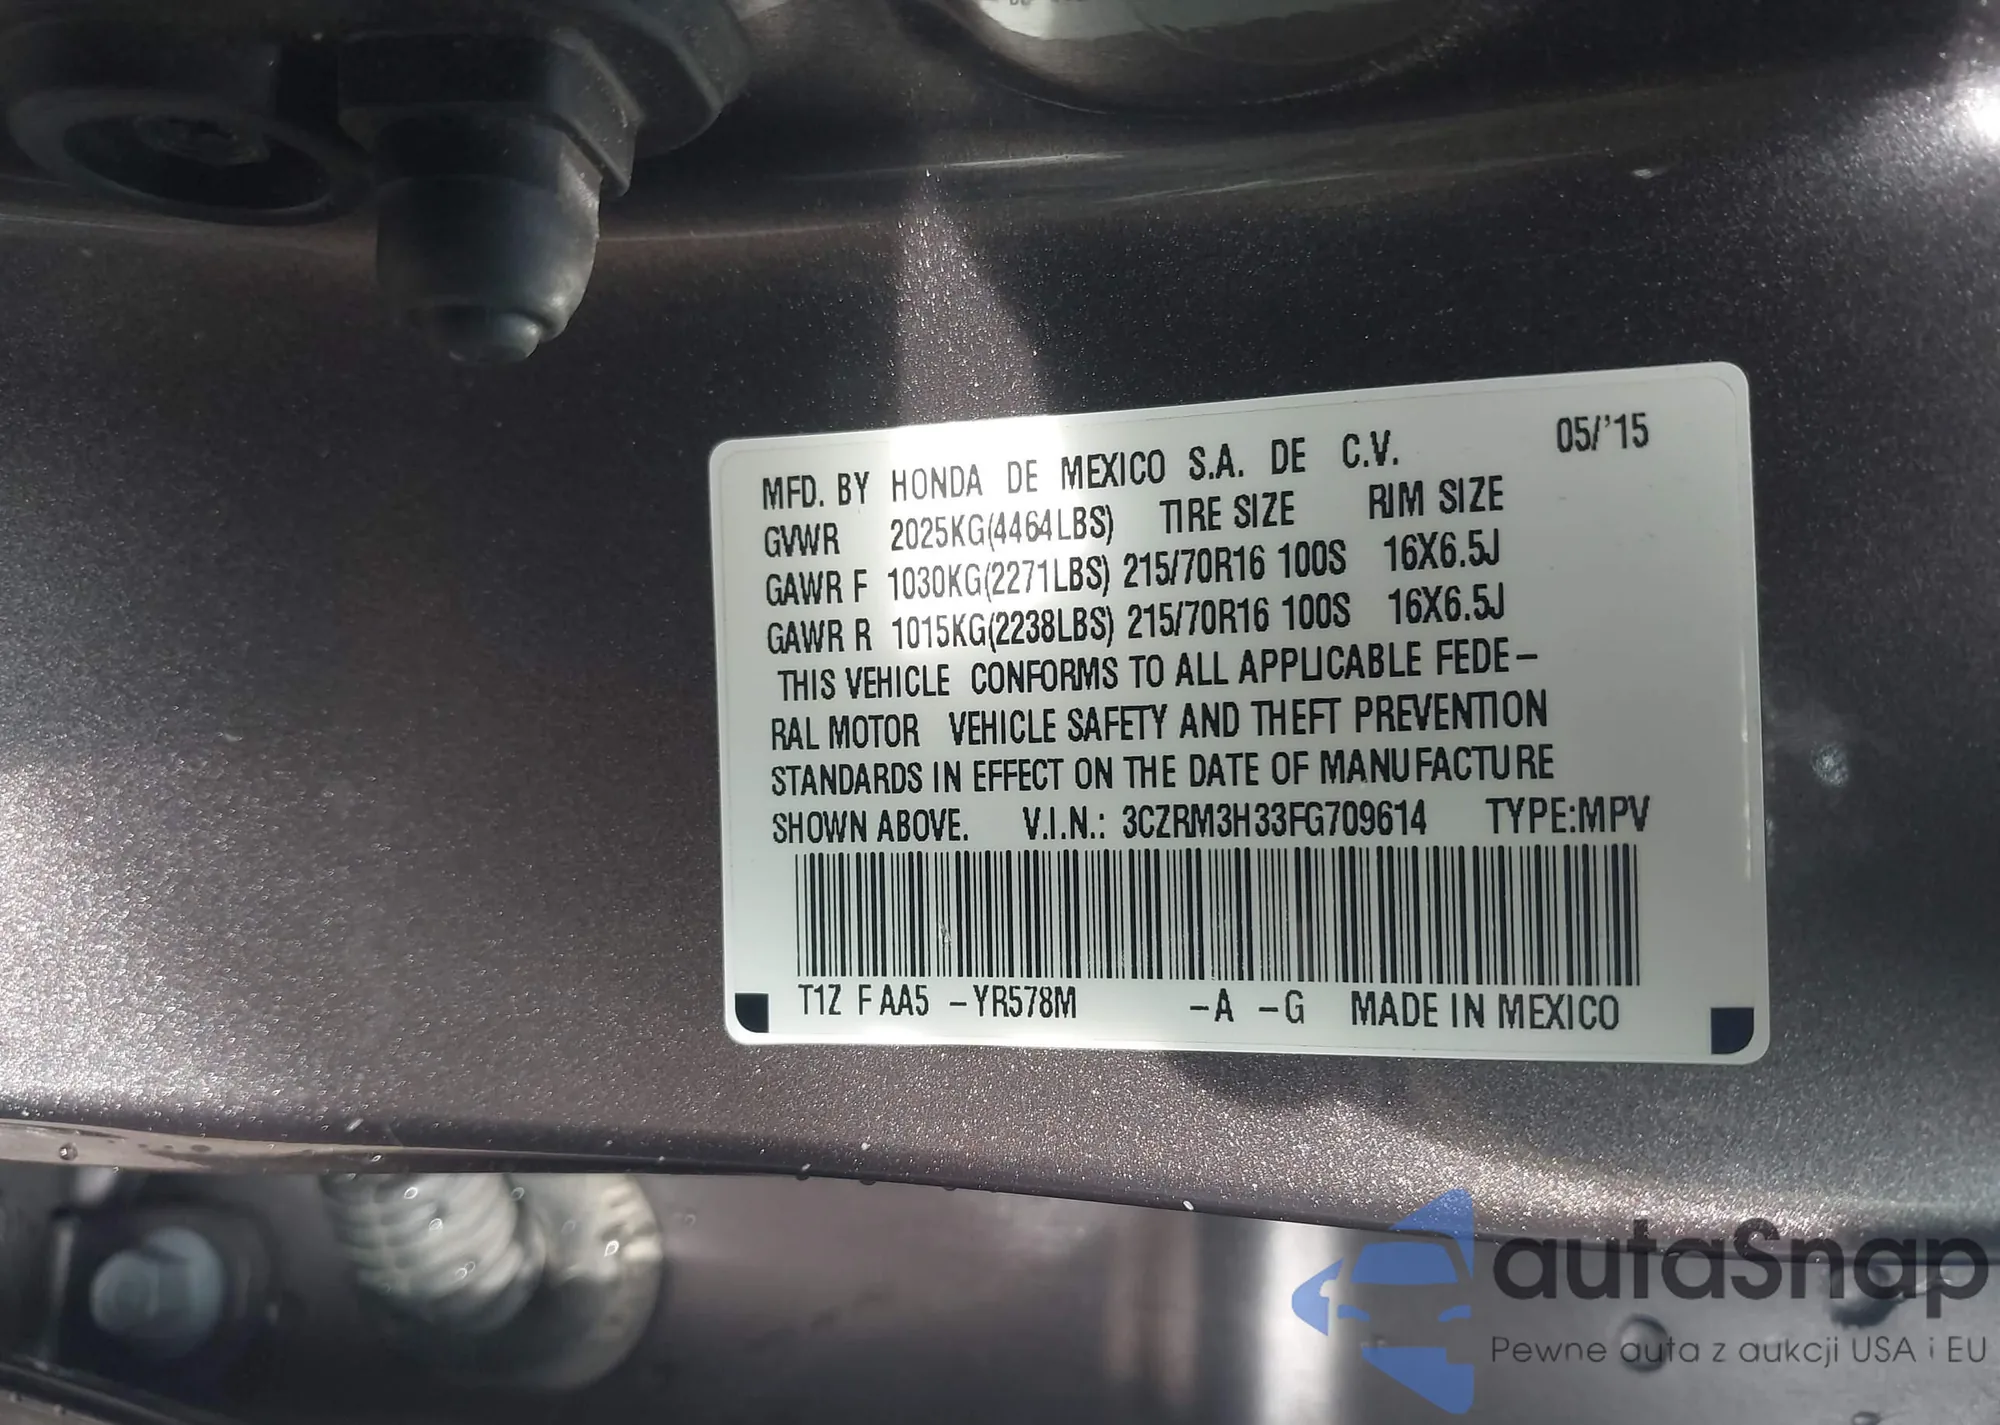 MFD. BY HONDA DE MEXICO S.A. DE C.V. 05/'15
GVWR 2025KG(4464LBS) TIRE SIZE RIM SIZE
GAWR F 1030KG(2271LBS) 215/70R16 100S 16X6.5J
GAWR R 1015KG(2238LBS) 215/70R16 100S 16X6.5J
THIS VEHICLE CONFORMS TO ALL APPLICABLE FEDE-
RAL MOTOR VEHICLE SAFETY AND THEFT PREVENTION
STANDARDS IN EFFECT ON THE DATE OF MANUFACTURE
SHOWN ABOVE. V.I.N.: 3CZRM3H33FG709614 TYPE:MPV
T1Z F AA5 -YR578M -A -G MADE IN MEXICO
autaSnap
Pewne auta z aukcji USA i EU